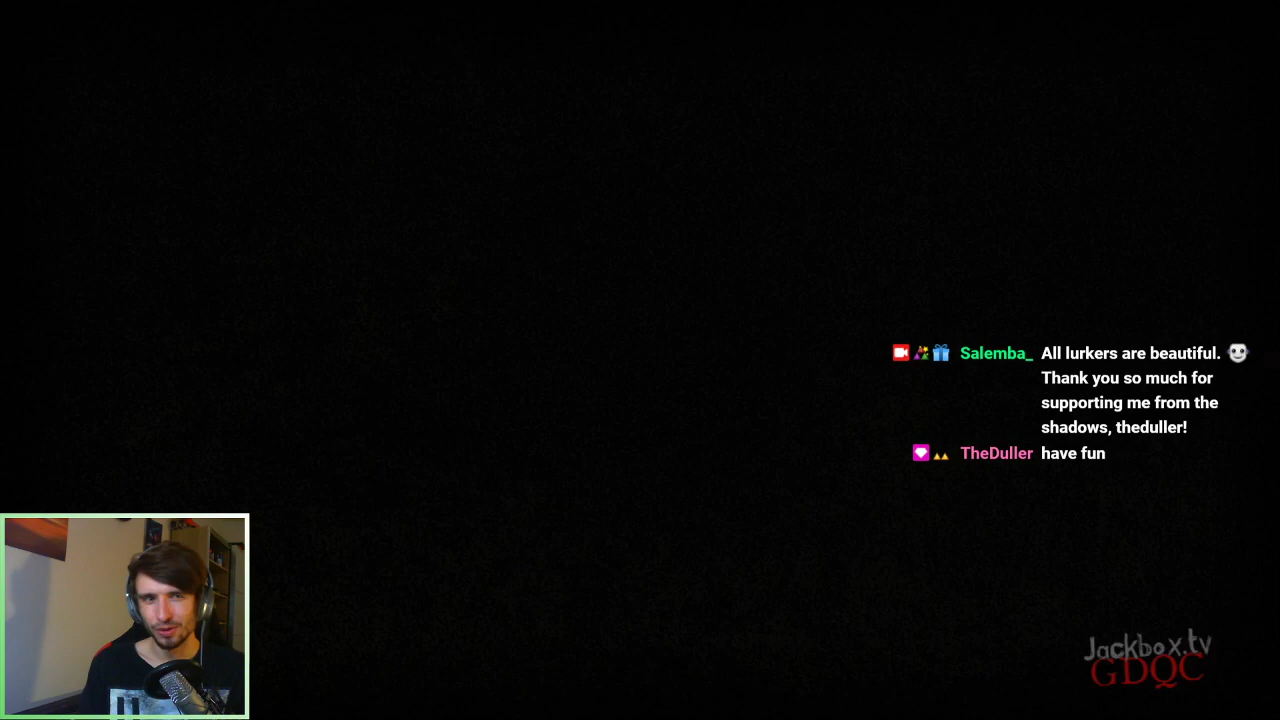 Salemba_ All lurkers are beautiful.
Thank you so much for
supporting me from the
shadows, theduller!
TheDuller have fun
Jackbox.tv
GDQC